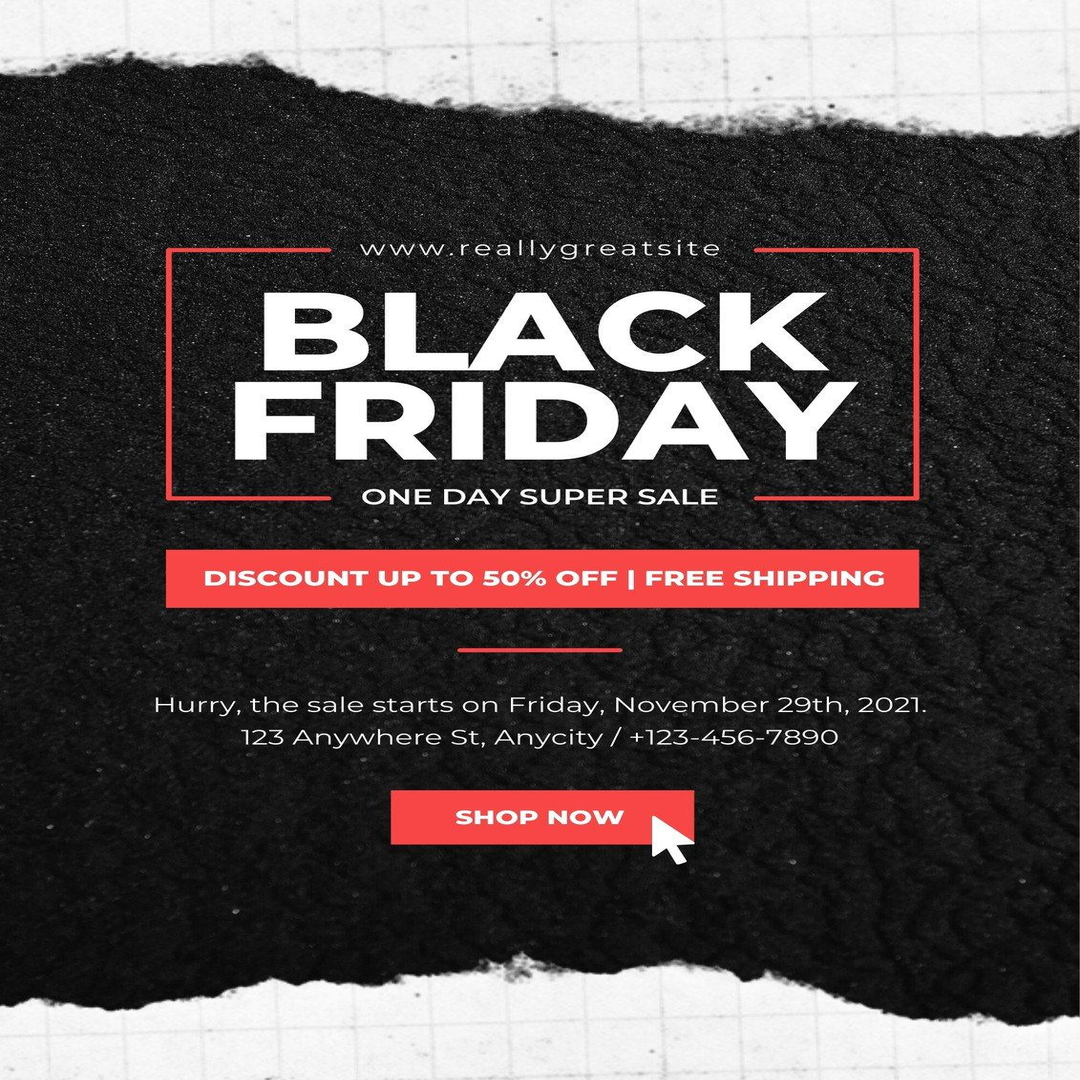 www.reallygreatsite
BLACK
FRIDAY
ONE DAY SUPER SALE
DISCOUNT UP TO 50% OFF | FREE SHIPPING
Hurry, the sale starts on Friday, November 29th, 2021.
123 Anywhere St, Anycity / +123-456-7890
SHOP NOW